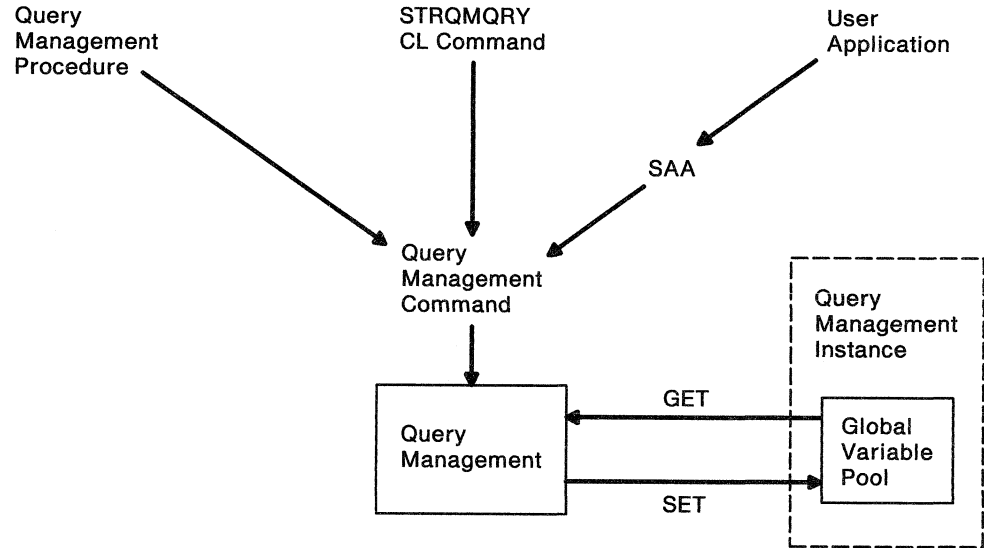 Query
Management
Procedure
STRQMQRY
CL Command
User
Application
SAA
Query
Management
Command
Query
Management
Instance
GET
Global
Variable
Pool
Query
Management
SET